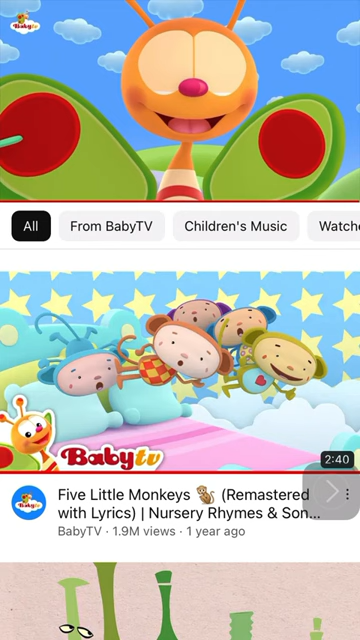 Babytv
All From BabyTV Children's Music Watche
Babytv
2:40
Five Little Monkeys 🐒 (Remastered
with Lyrics) | Nursery Rhymes & Son...
BabyTV · 1.9M views · 1 year ago